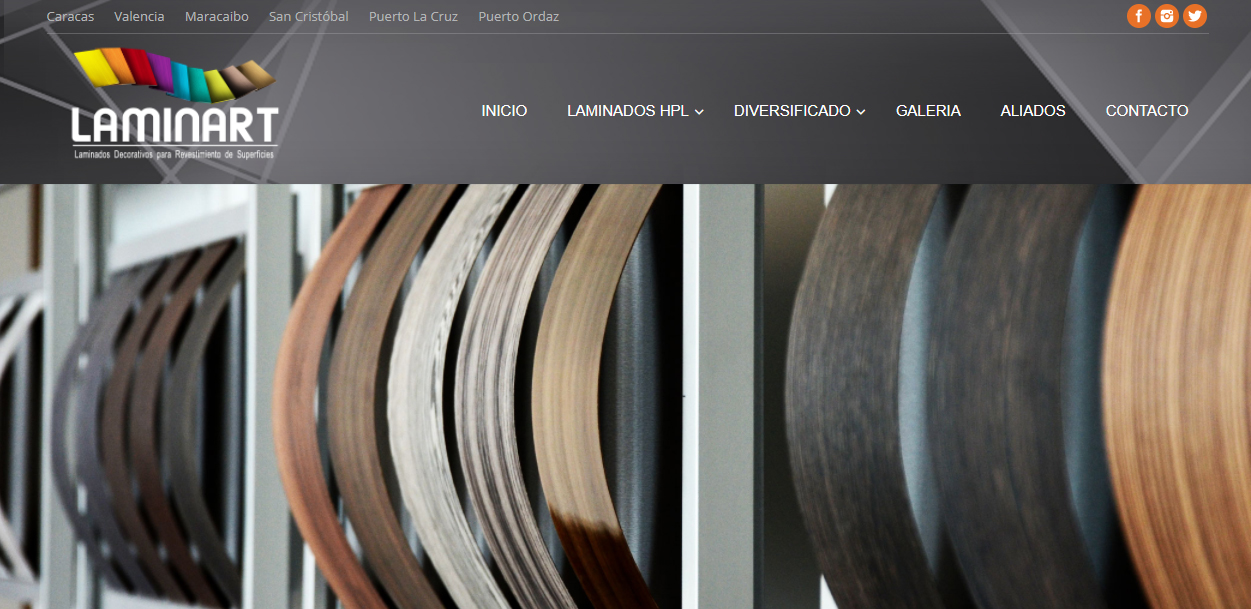 Caracas Valencia Maracaibo San Cristóbal Puerto La Cruz Puerto Ordaz
LAMINART
Laminados Decorativos para Revestimiento de Superficies
INICIO LAMINADOS HPL DIVERSIFICADO GALERIA ALIADOS CONTACTO